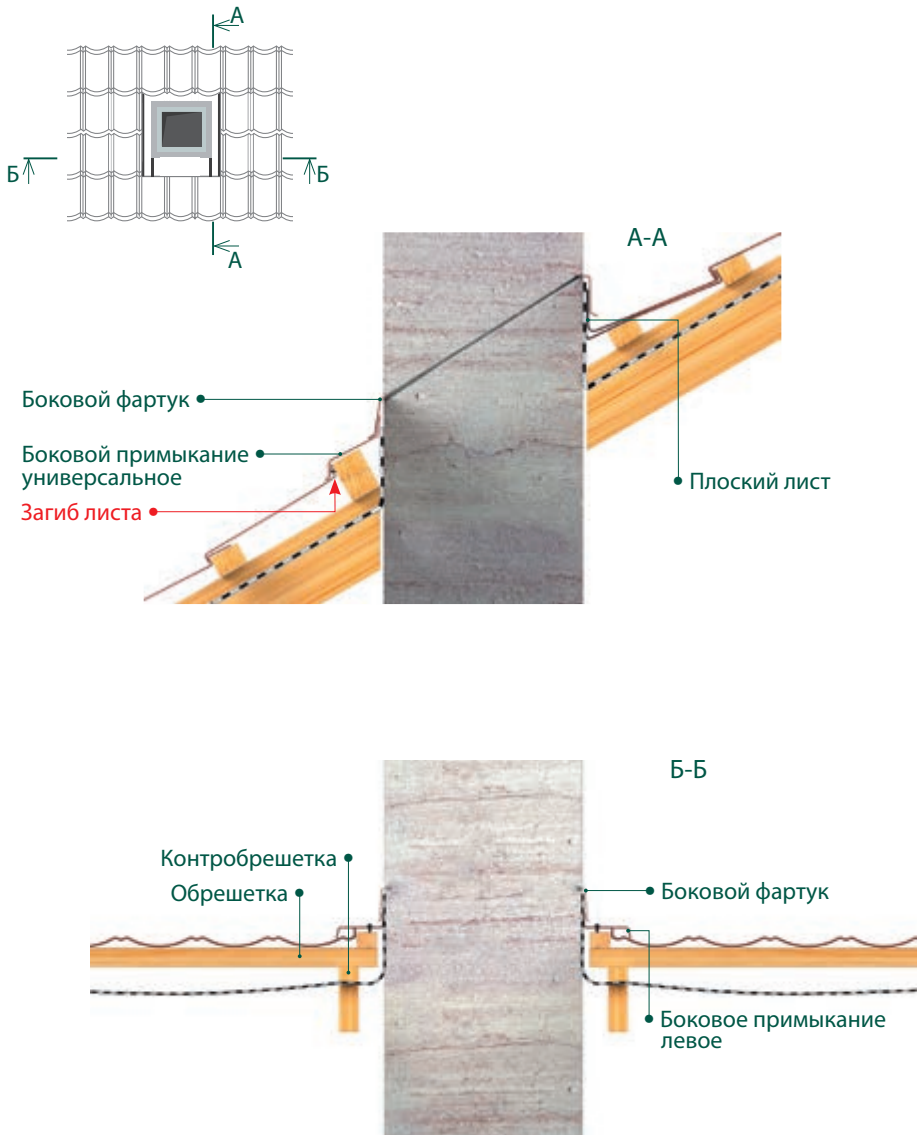 А
Б
Б
А
А-А
Боковой фартук
Боковой примыкание
универсальное
Загиб листа
Плоский лист
Б-Б
Контробрешетка
Обрешетка
Боковой фартук
Боковое примыкание
левое